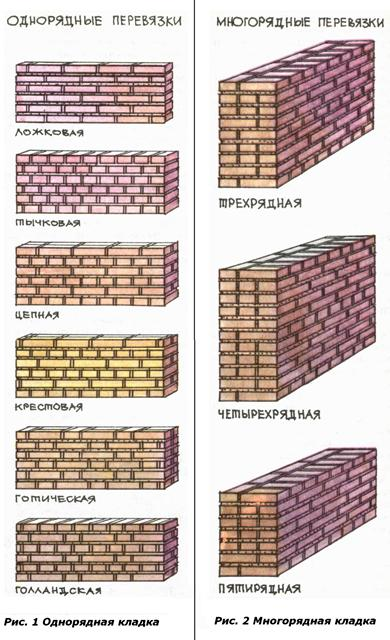 ОДНОРЯДНЫЕ ПЕРЕВЯЗКИ
ЛОЖКОВАЯ
ТЫЧКОВАЯ
ЦЕПНАЯ
КРЕСТОВАЯ
ГОТИЧЕСКАЯ
ГОЛЛАНДСКАЯ
Рис. 1 Однорядная кладка
МНОГОРЯДНЫЕ ПЕРЕВЯЗКИ
ТРЕХРЯДНАЯ
ЧЕТЫРЕХРЯДНАЯ
ПЯТИРЯДНАЯ
Рис. 2 Многорядная кладка